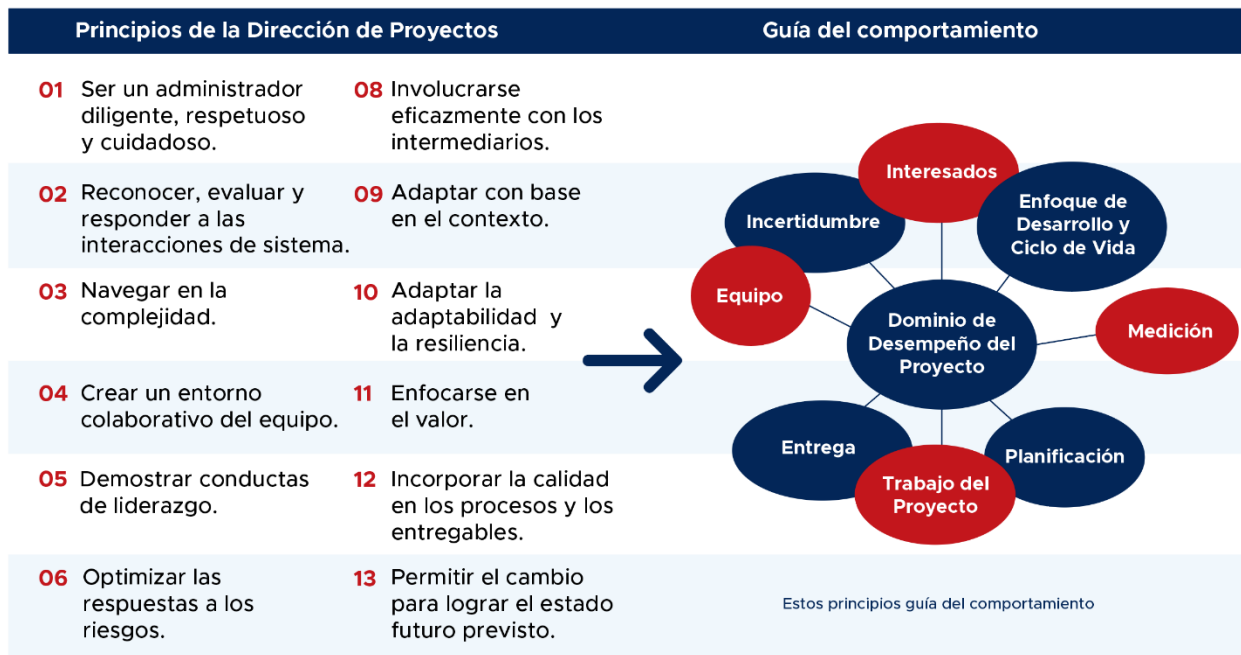 Principios de la Dirección de Proyectos
Guía del comportamiento
01 Ser un administrador
diligente, respetuoso
y cuidadoso.
02 Reconocer, evaluar y
responder a las
interacciones de sistema.
03 Navegar en la
complejidad.
04 Crear un entorno
colaborativo del equipo.
05 Demostrar conductas
de liderazgo.
06 Optimizar las
respuestas a los
riesgos.
08 Involucrarse
eficazmente con los
intermediarios.
09 Adaptar con base
en el contexto.
10 Adaptar la
adaptabilidad y
la resiliencia.
11 Enfocarse en
el valor.
12 Incorporar la calidad
en los procesos y los
entregables.
13 Permitir el cambio
para lograr el estado
futuro previsto.
Interesados
Incertidumbre
Enfoque de
Desarrollo y
Ciclo de Vida
Equipo
Dominio de
Desempeño del
Proyecto
Medición
Entrega
Trabajo del
Proyecto
Planificación
Estos principios guía del comportamiento